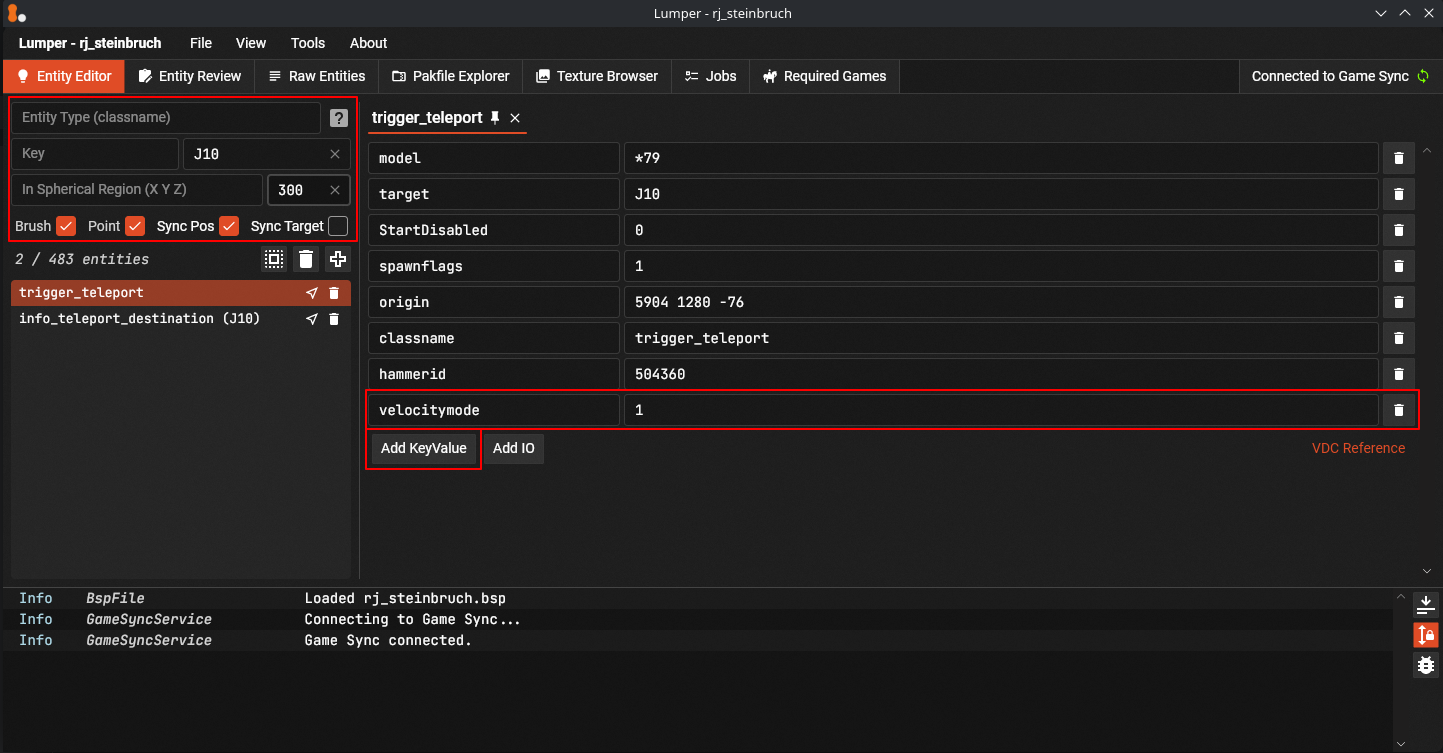 Lumper - rj_steinbruch
Lumper - rj_steinbruch File View Tools About
Entity Editor Entity Review Raw Entities Pakfile Explorer Texture Browser Jobs Required Games Connected to Game Sync
Entity Type (classname) ?
Key J10
In Spherical Region (X Y Z) 300
Brush Point Sync Pos Sync Target
2 / 483 entities
trigger_teleport
info_teleport_destination (J10)
trigger_teleport
model *79
target J10
StartDisabled 0
spawnflags 1
origin 5904 1280 -76
classname trigger_teleport
hammerid 504360
velocitymode 1
Add KeyValue Add IO VDC Reference
Info BspFile Loaded rj_steinbruch.bsp
Info GameSyncService Connecting to Game Sync...
Info GameSyncService Game Sync connected.